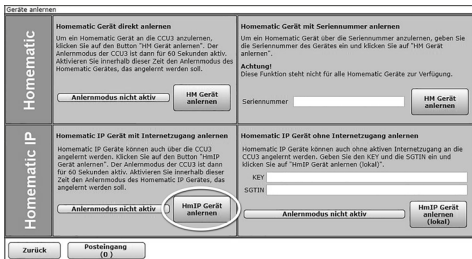 Geräte anlernen
Homematic
Homematic Gerät direkt anlernen
Um ein Homematic Gerät an die CCU3 anzulernen,
klicken Sie auf den Button "HM Gerät
anlernen". Der
Anlernmodus der CCU3 ist dann für 60 Sekunden aktiv.
Aktivieren Sie innerhalb dieser Zeit den Anlernmodus des
Homematic Gerätes, das angelernt werden soll.
Anlernmodus nicht aktiv
HM Gerät
anlernen
Homematic Gerät mit Seriennummer anlernen
Um ein Homematic Gerät über die Seriennummer anzulernen, geben Sie
die Seriennummer des Gerätes ein und klicken Sie auf "HM Gerät
anlernen".
Achtung!
Diese Funktion steht nicht für alle Homematic Geräte zur Verfügung.
Seriennummer
HM Gerät
anlernen
Homematic IP
Homematic IP Gerät mit Internetzugang anlernen
Homematic IP Geräte können auch über die CCU3
angelernt werden. Klicken Sie auf den Button "HmIP
Gerät anlernen". Der Anlernmodus der CCU3 ist dann
für 60 Sekunden aktiv. Aktivieren Sie innerhalb dieser
Zeit den Anlernmodus des Homematic IP Gerätes, das
angelernt werden soll.
Anlernmodus nicht aktiv
HmIP Gerät
anlernen
Homematic IP Gerät ohne Internetzugang anlernen
Homematic IP Geräte können auch ohne aktiven Internetzugang an die
CCU3 angelernt werden. Geben Sie den KEY und die SGTIN ein und
klicken Sie auf "HmIP Gerät anlernen (lokal)".
KEY
SGTIN
Anlernmodus nicht aktiv
HmIP Gerät
anlernen
(lokal)
Zurück
Posteingang
(0 )